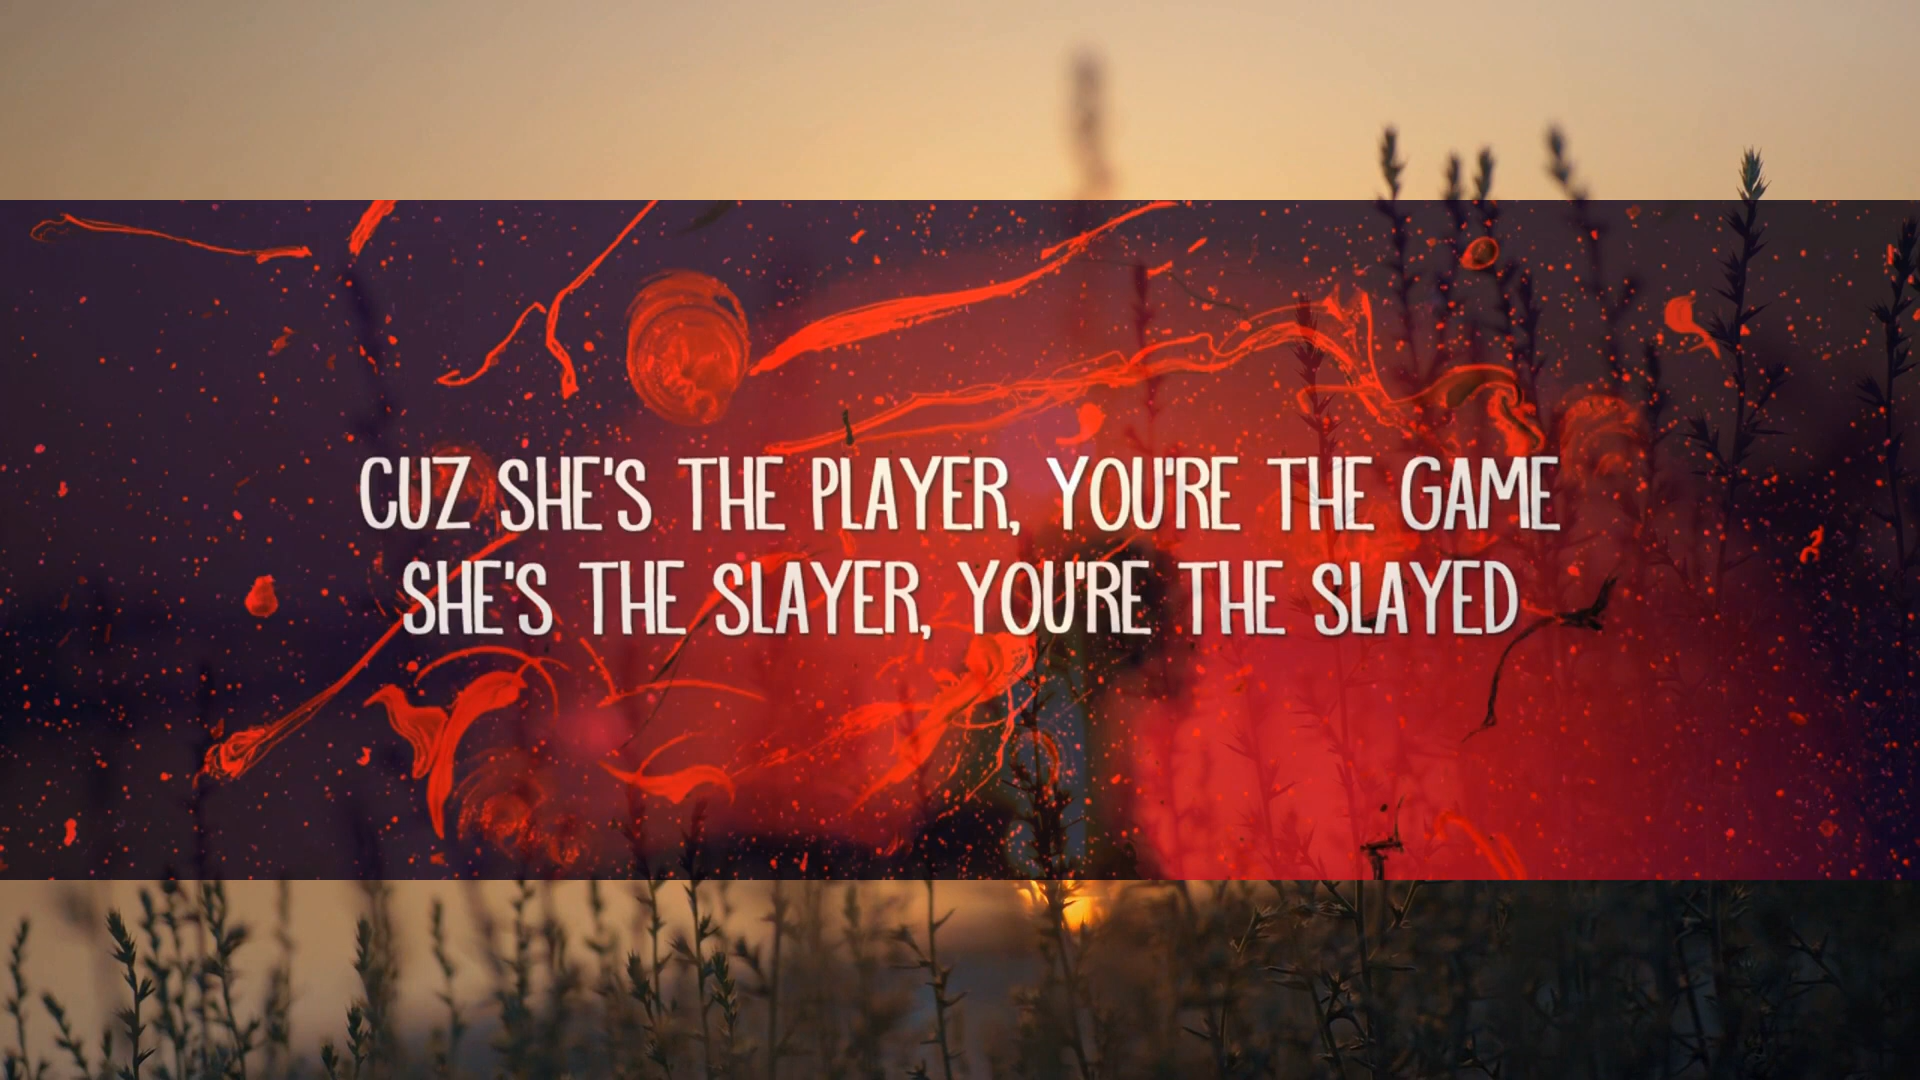 CUZ SHE'S THE PLAYER, YOU'RE THE GAME
SHE'S THE SLAYER, YOU'RE THE SLAYED